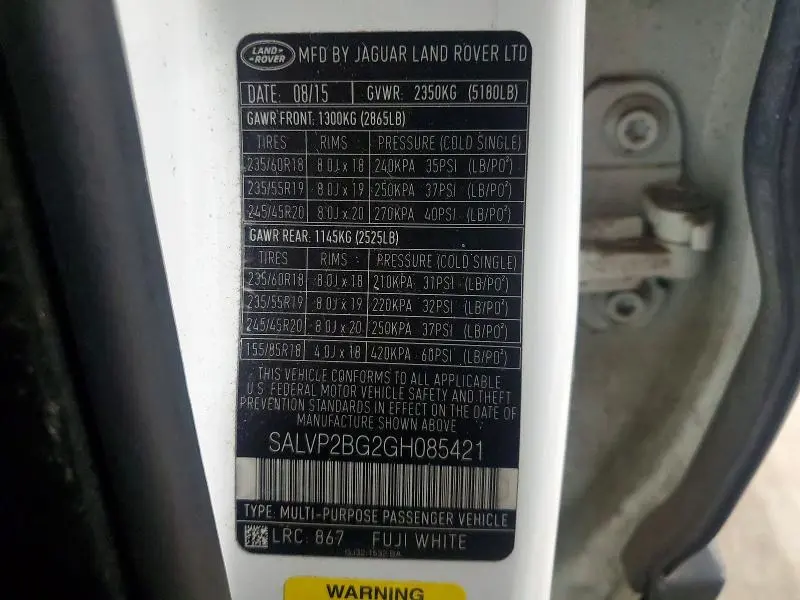 LAND-
ROVER
MFD BY JAGUAR LAND ROVER LTD
DATE: 08/15 GVWR: 2350KG (5180LB)
GAWR FRONT: 1300KG (2865LB)
TIRES RIMS PRESSURE (COLD SINGLE)
235/60R18 8.0J x 18 240KPA 35PSI (LB/PO²)
235/55R19 8.0J x 19 250KPA 37PSI (LB/PO²)
245/45R20 8.0J x 20 270KPA 40PSI (LB/PO²)
GAWR REAR: 1145KG (2525LB)
TIRES RIMS PRESSURE (COLD SINGLE)
235/60R18 8.0J x 18 210KPA 31PSI (LB/PO²)
235/55R19 8.0J x 19 220KPA 32PSI (LB/PO²)
245/45R20 8.0J x 20 250KPA 37PSI (LB/PO²)
155/85R18 4.0J x 18 420KPA 60PSI (LB/PO²)
THIS VEHICLE CONFORMS TO ALL APPLICABLE
U.S. FEDERAL MOTOR VEHICLE SAFETY AND THEFT
PREVENTION STANDARDS IN EFFECT ON THE DATE OF
MANUFACTURE SHOWN ABOVE
SALVP2BG2GH085421
TYPE: MULTI-PURPOSE PASSENGER VEHICLE
LRC: 867 FUJI WHITE
WARNING